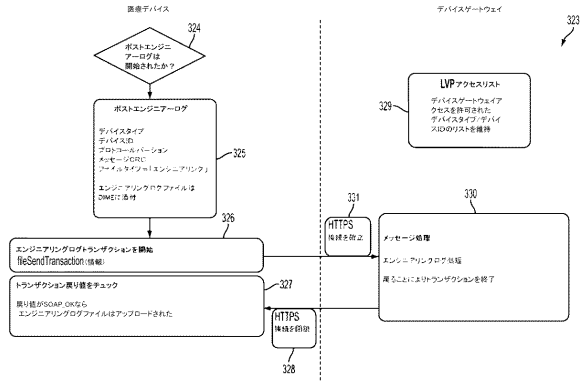 医療デバイス
デバイスゲートウェイ
324
323
ポストエンジニ
アーログは
開始されたか?
LVPアクセスリスト
デバイスゲートウェイア
クセスを許可された
デバイスタイプ/デバイ
スIDのリストを維持
329
ポストエンジニアーログ
デバイスタイプ
デバイスID
プロトコルバージョン
メッセージCRC
ファイルタイプ=「エンジニアリング」
エンジニアリングログファイルは
DIMEに添付
325
326
エンジニアリングログトランザクションを開始
fileSendTransaction(情報)
331
HTTPS
接続を確立
330
メッセージ処理
エンジニアリングログ処理
戻ることによりトランザクションを終了
トランザクション戻り値をチェック
327
戻り値がSOAP_OKなら
エンジニアリングログファイルはアップロードされた
HTTPS
接続を閉鎖
328